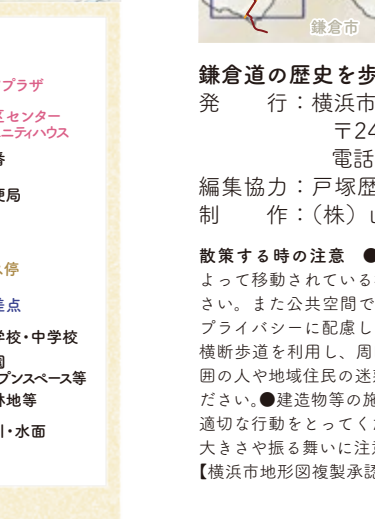 鎌倉市
プラザ
区センター
ニティハウス
番
便局
ス停
差点
学校・中学校
園
プンスペース等
林地等
川・水面
鎌倉道の歴史を歩
発　　行：横浜市
〒24
電話
編集協力：戸塚歴
制　　作：（株）
散策する時の注意　●
よって移動されている
さい。また公共空間で
プライバシーに配慮し
横断歩道を利用し、周
囲の人や地域住民の迷惑
ださい。●建造物等の施
適切な行動をとってく
大きさや振る舞いに注意
【横浜市地形図複製承認